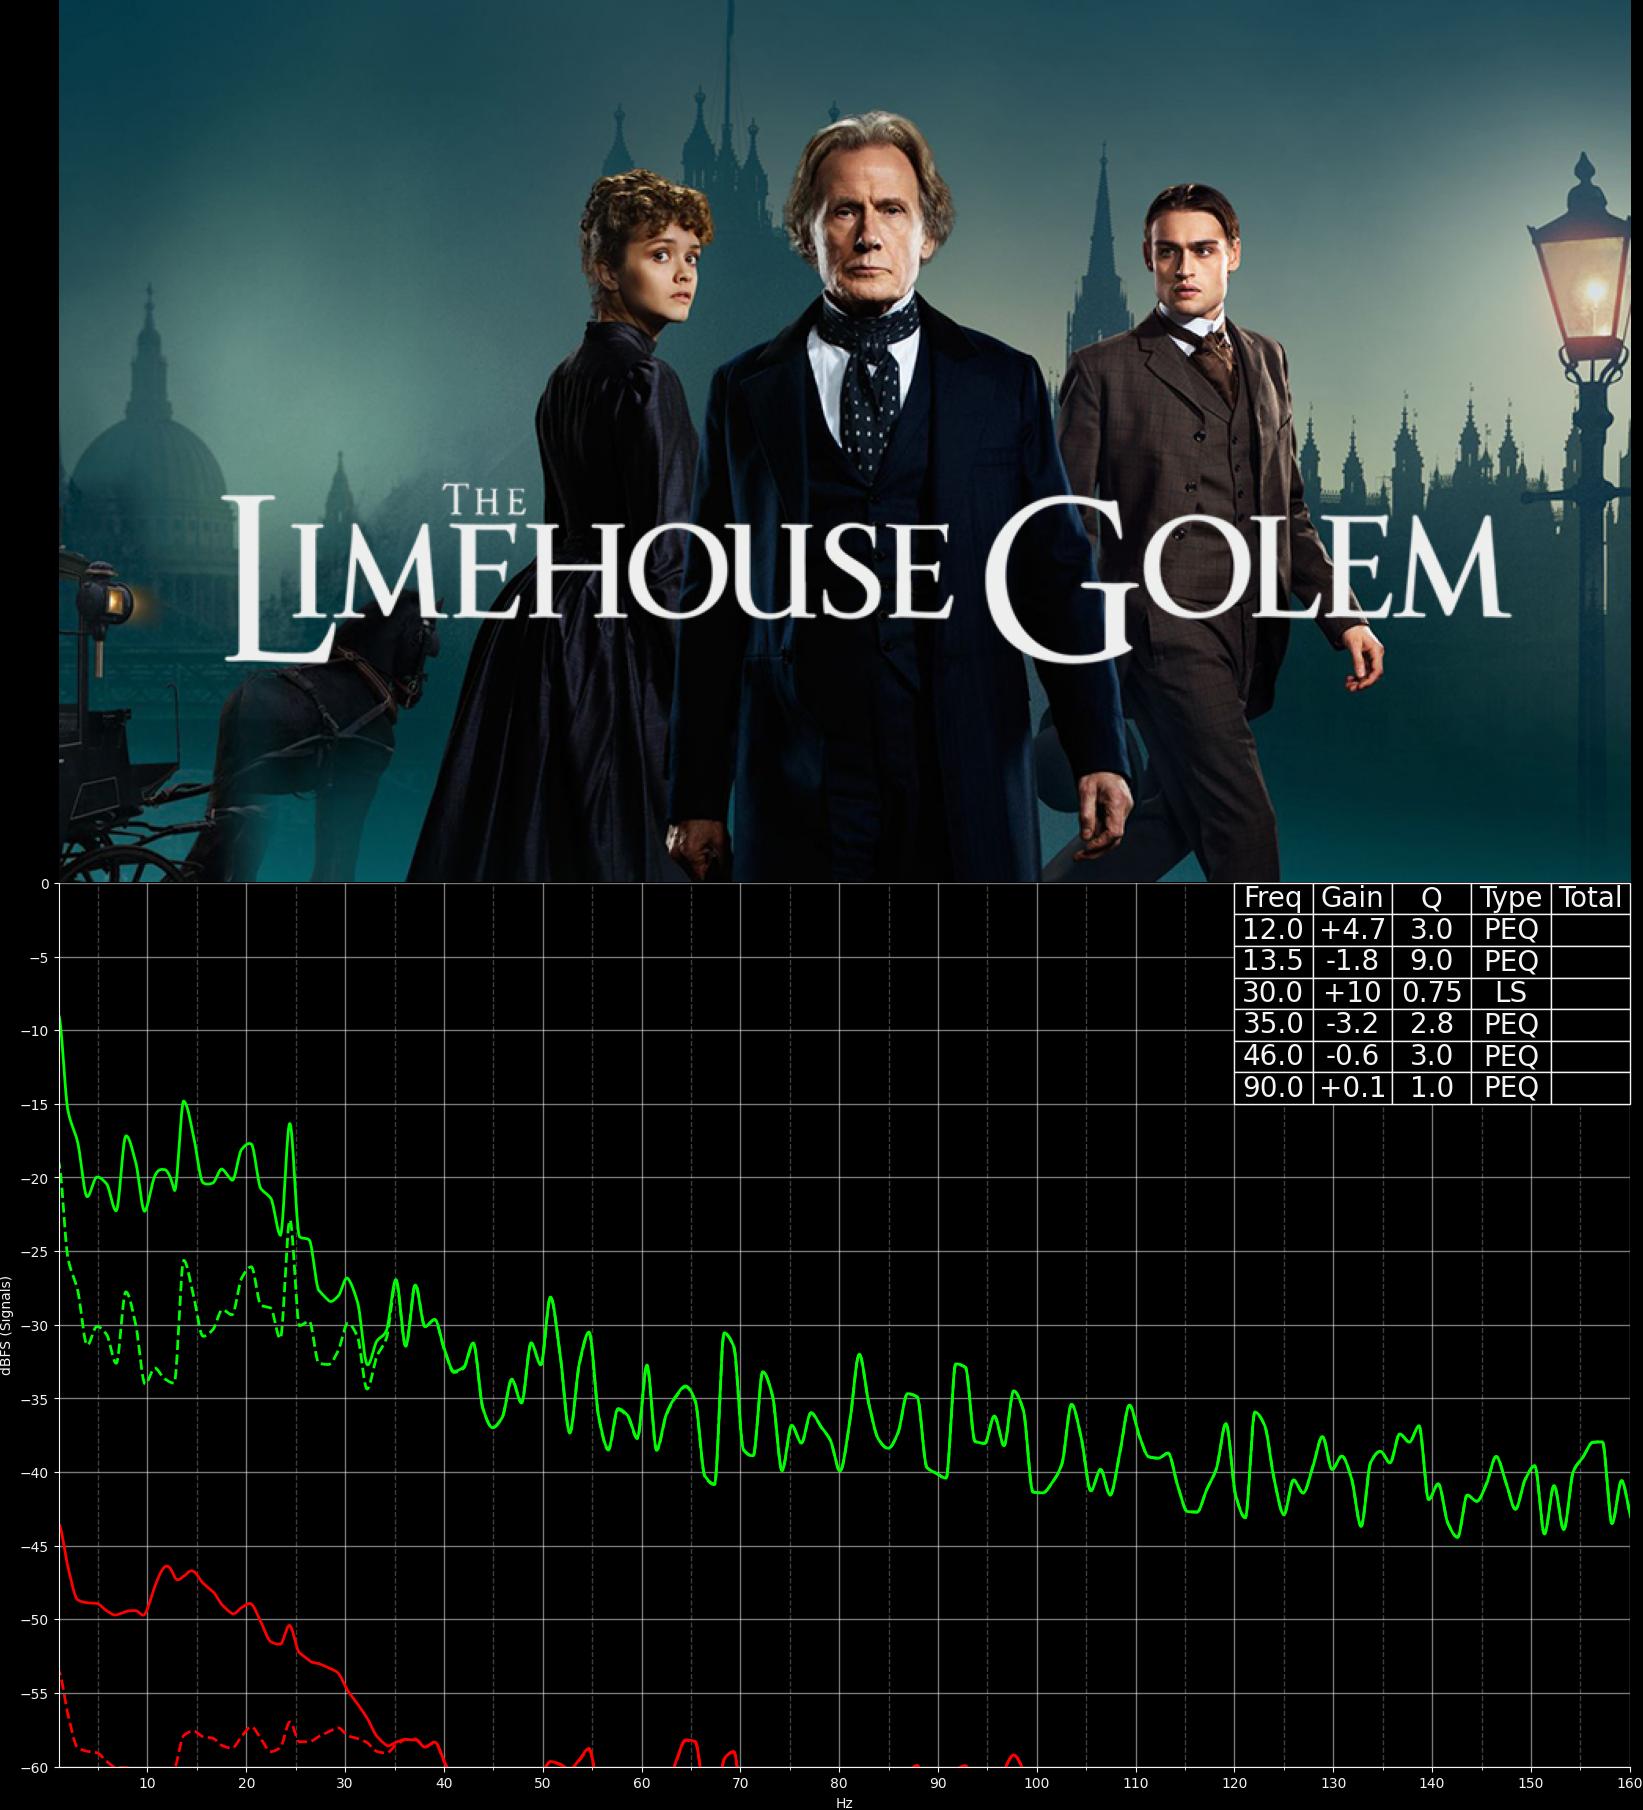 THE
LIMEHOUSE GOLEM
Freq Gain Q Type Total
12.0 +4.7 3.0 PEQ
13.5 -1.8 9.0 PEQ
30.0 +10 0.75 LS
35.0 -3.2 2.8 PEQ
46.0 -0.6 3.0 PEQ
90.0 +0.1 1.0 PEQ
0
−5
−10
−15
−20
−25
−30
−35
−40
−45
−50
−55
−60
dBFS (Signals)
10 20 30 40 50 60 70 80 90 100 110 120 130 140 150 160
Hz